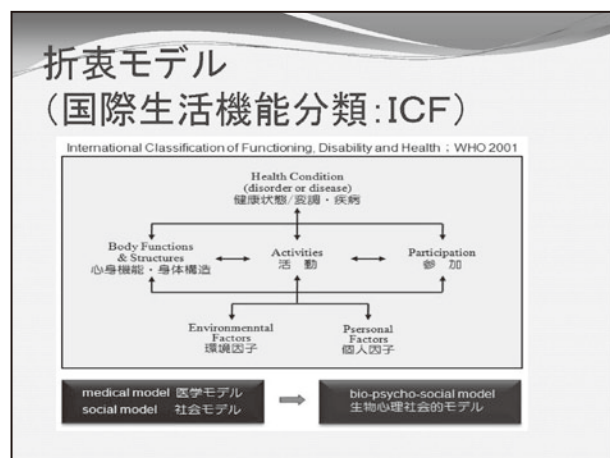 折衷モデル
（国際生活機能分類：ICF）
International Classification of Functioning, Disability and Health；WHO 2001
Health Condition
(disorder or disease)
健康状態/変調・疾病
Body Functions
& Structures
心身機能・身体構造
Activities
活 動
Participation
参 加
Environmenntal
Factors
環境因子
Psersonal
Factors
個人因子
medical model 医学モデル
social model 社会モデル
bio-psycho-social model
生物心理社会的モデル